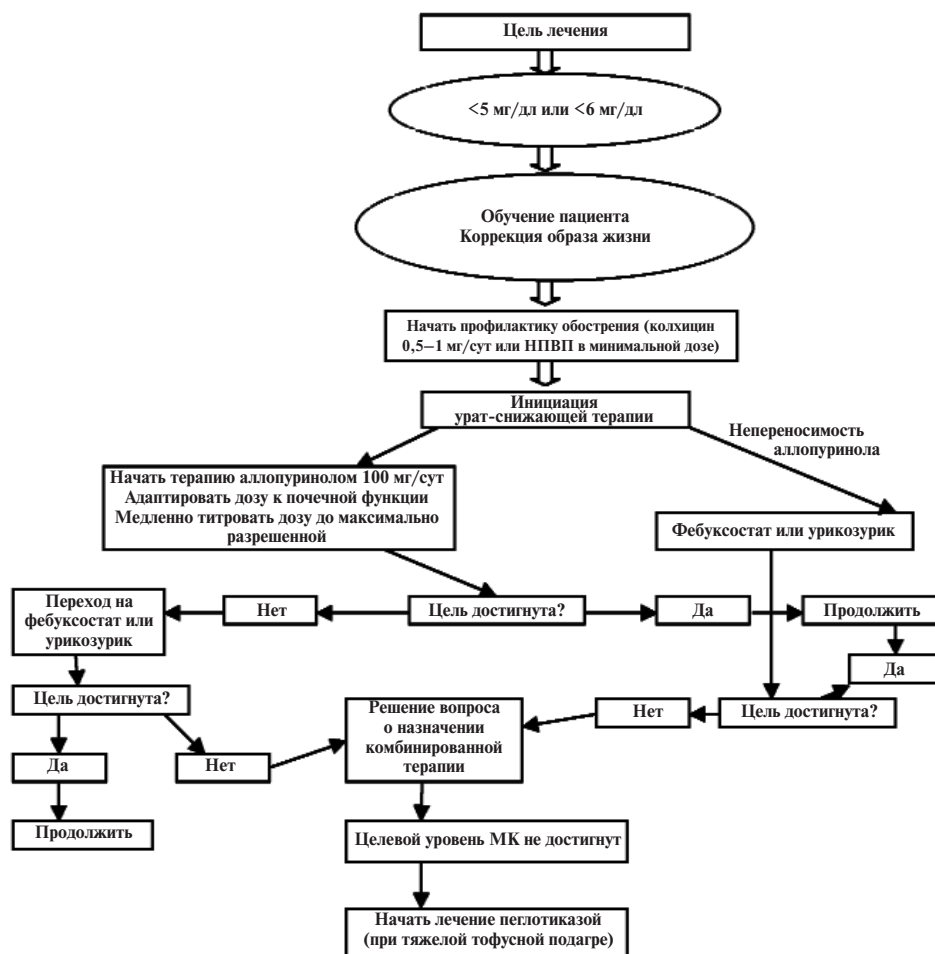 Цель лечения
<5 мг/дл или <6 мг/дл
Обучение пациента
Коррекция образа жизни
Начать профилактику обострения (колхицин
0,5–1 мг/сут или НПВП в минимальной дозе)
Инициация
урат-снижающей терапии
Непереносимость
аллопуринола
Начать терапию аллопуринолом 100 мг/сут
Адаптировать дозу к почечной функции
Медленно титровать дозу до максимально
разрешенной
Фебуксостат или урикозурик
Переход на
фебуксостат или
урикозурик
Нет
Цель достигнута?
Да
Продолжить
Да
Цель достигнута?
Решение вопроса
о назначении
комбинированной
терапии
Нет
Цель достигнута?
Да
Нет
Продолжить
Целевой уровень МК не достигнут
Начать лечение пеглотиказой
(при тяжелой тофусной подагре)